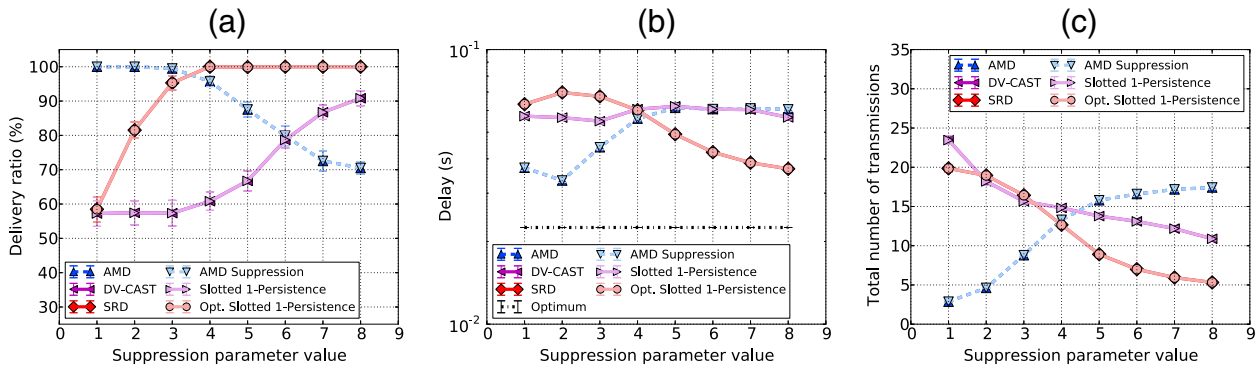 (a)
Delivery ratio (%)
100
90
80
70
60
50
40
30
AMD
DV-CAST
SRD
AMD Suppression
Slotted 1-Persistence
Opt. Slotted 1-Persistence
0 1 2 3 4 5 6 7 8 9
Suppression parameter value
(b)
Delay (s)
10^-1
10^-2
AMD
DV-CAST
SRD
Optimum
AMD Suppression
Slotted 1-Persistence
Opt. Slotted 1-Persistence
0 1 2 3 4 5 6 7 8 9
Suppression parameter value
(c)
Total number of transmissions
35
30
25
20
15
10
5
0
AMD
DV-CAST
SRD
AMD Suppression
Slotted 1-Persistence
Opt. Slotted 1-Persistence
0 1 2 3 4 5 6 7 8 9
Suppression parameter value